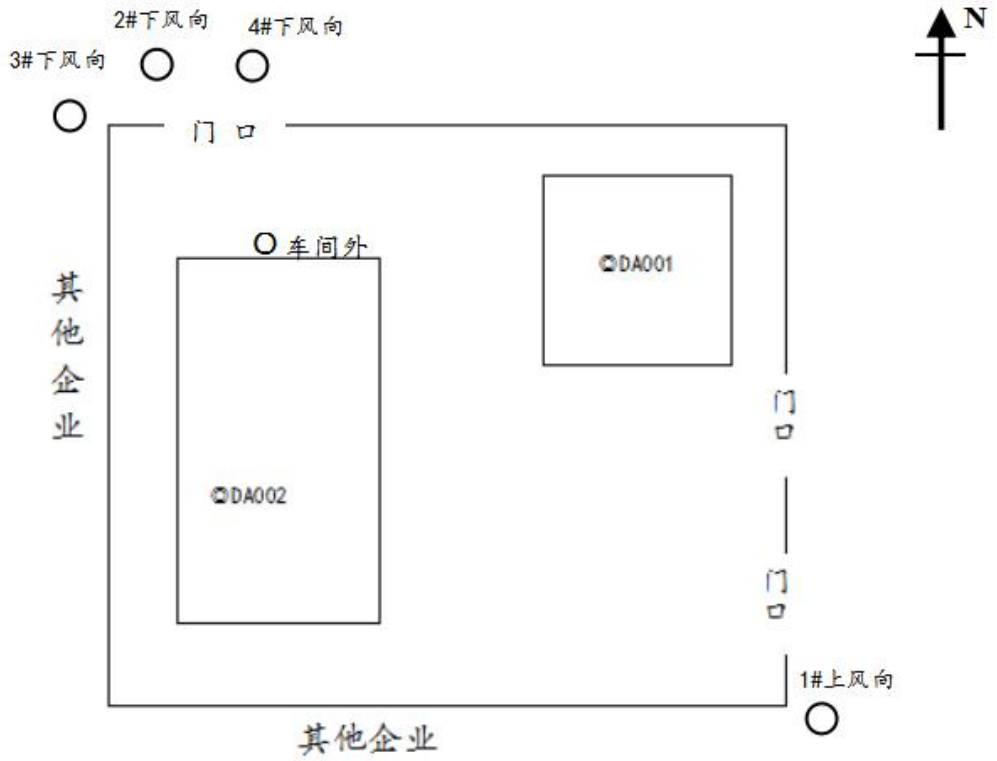 2#下风向
4#下风向
N
3#下风向
门 口
车间外
◎DA001
其他企业
门口
◎DA002
门口
1#上风向
其他企业